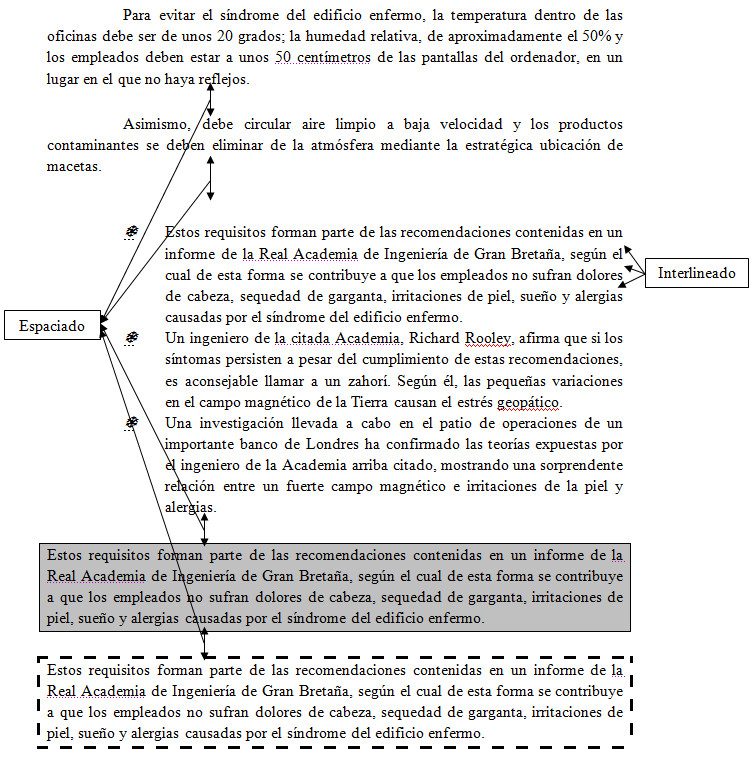 Para evitar el síndrome del edificio enfermo, la temperatura dentro de las
oficinas debe ser de unos 20 grados; la humedad relativa, de aproximadamente el 50% y
los empleados deben estar a unos 50 centímetros de las pantallas del ordenador, en un
lugar en el que no haya reflejos.
Asimismo, debe circular aire limpio a baja velocidad y los productos
contaminantes se deben eliminar de la atmósfera mediante la estratégica ubicación de
macetas.
Estos requisitos forman parte de las recomendaciones contenidas en un
informe de la Real Academia de Ingeniería de Gran Bretaña, según el
cual de esta forma se contribuye a que los empleados no sufran dolores
de cabeza, sequedad de garganta, irritaciones de piel, sueño y alergias
causadas por el síndrome del edificio enfermo.
Interlineado
Espaciado
Un ingeniero de la citada Academia, Richard Rooley, afirma que si los
síntomas persisten a pesar del cumplimiento de estas recomendaciones,
es aconsejable llamar a un zahorí. Según él, las pequeñas variaciones
en el campo magnético de la Tierra causan el estrés geopático.
Una investigación llevada a cabo en el patio de operaciones de un
importante banco de Londres ha confirmado las teorías expuestas por
el ingeniero de la Academia arriba citado, mostrando una sorprendente
relación entre un fuerte campo magnético e irritaciones de la piel y
alergias.
Estos requisitos forman parte de las recomendaciones contenidas en un informe de la
Real Academia de Ingeniería de Gran Bretaña, según el cual de esta forma se contribuye
a que los empleados no sufran dolores de cabeza, sequedad de garganta, irritaciones de
piel, sueño y alergias causadas por el síndrome del edificio enfermo.
Estos requisitos forman parte de las recomendaciones contenidas en un informe de la
Real Academia de Ingeniería de Gran Bretaña, según el cual de esta forma se contribuye
a que los empleados no sufran dolores de cabeza, sequedad de garganta, irritaciones de
piel, sueño y alergias causadas por el síndrome del edificio enfermo.